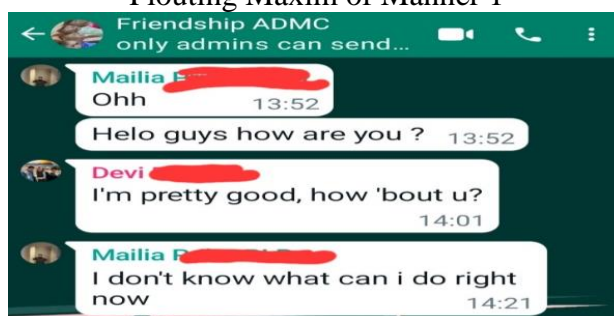 Flouting Maxim of Manner 1
Friendship ADMC
only admins can send...
Mailia
Ohh
13:52
Helo guys how are you ? 13:52
Devi
I'm pretty good, how 'bout u?
14:01
Mailia
I don't know what can i do right
now
14:21